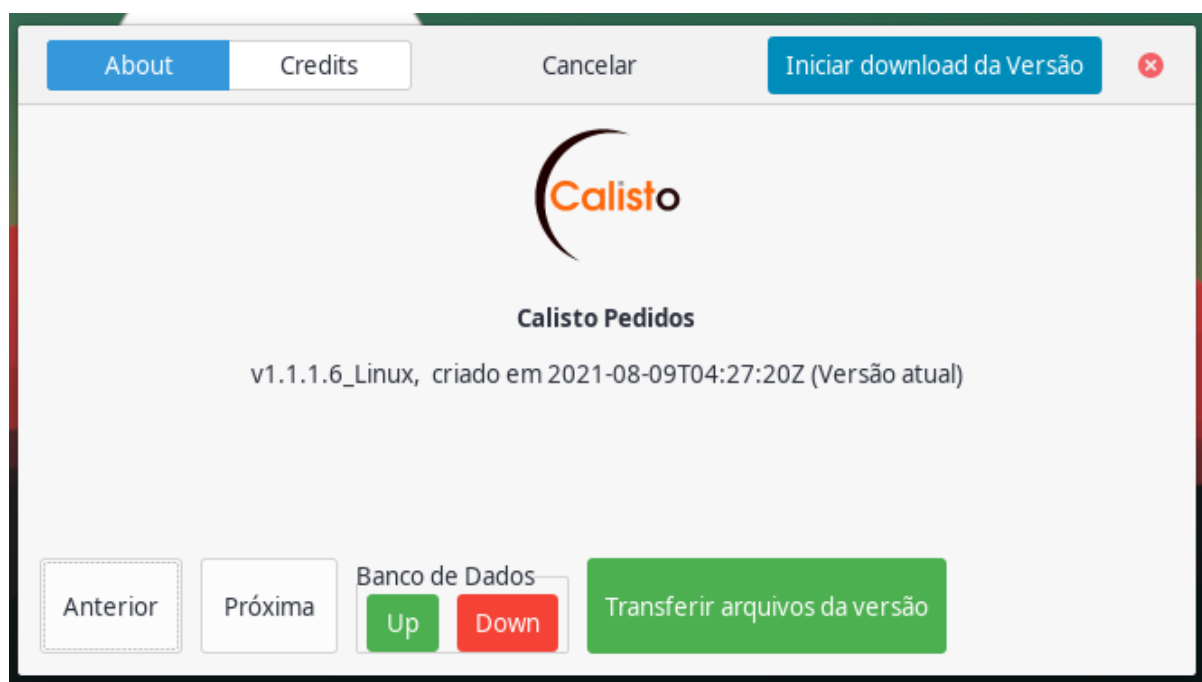 About Credits Cancelar Iniciar download da Versão
Calisto
Calisto Pedidos
v1.1.1.6_Linux, criado em 2021-08-09T04:27:20Z (Versão atual)
Banco de Dados
Anterior Próxima Up Down Transferir arquivos da versão